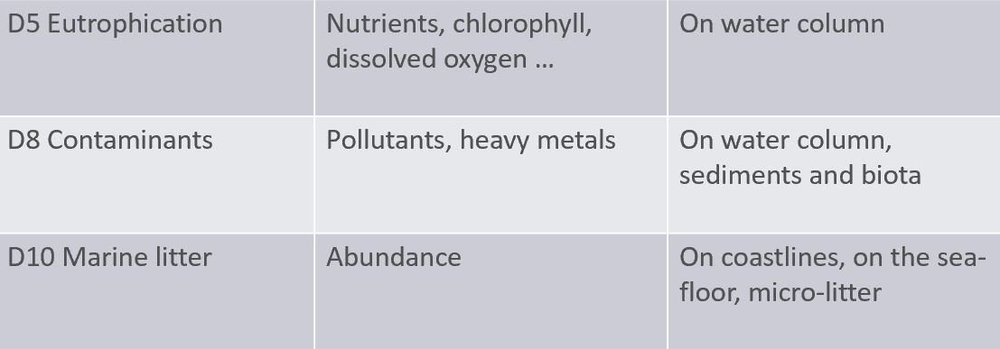 D5 Eutrophication
Nutrients, chlorophyll,
dissolved oxygen ...
On water column
D8 Contaminants
Pollutants, heavy metals
On water column,
sediments and biota
D10 Marine litter
Abundance
On coastlines, on the sea-
floor, micro-litter